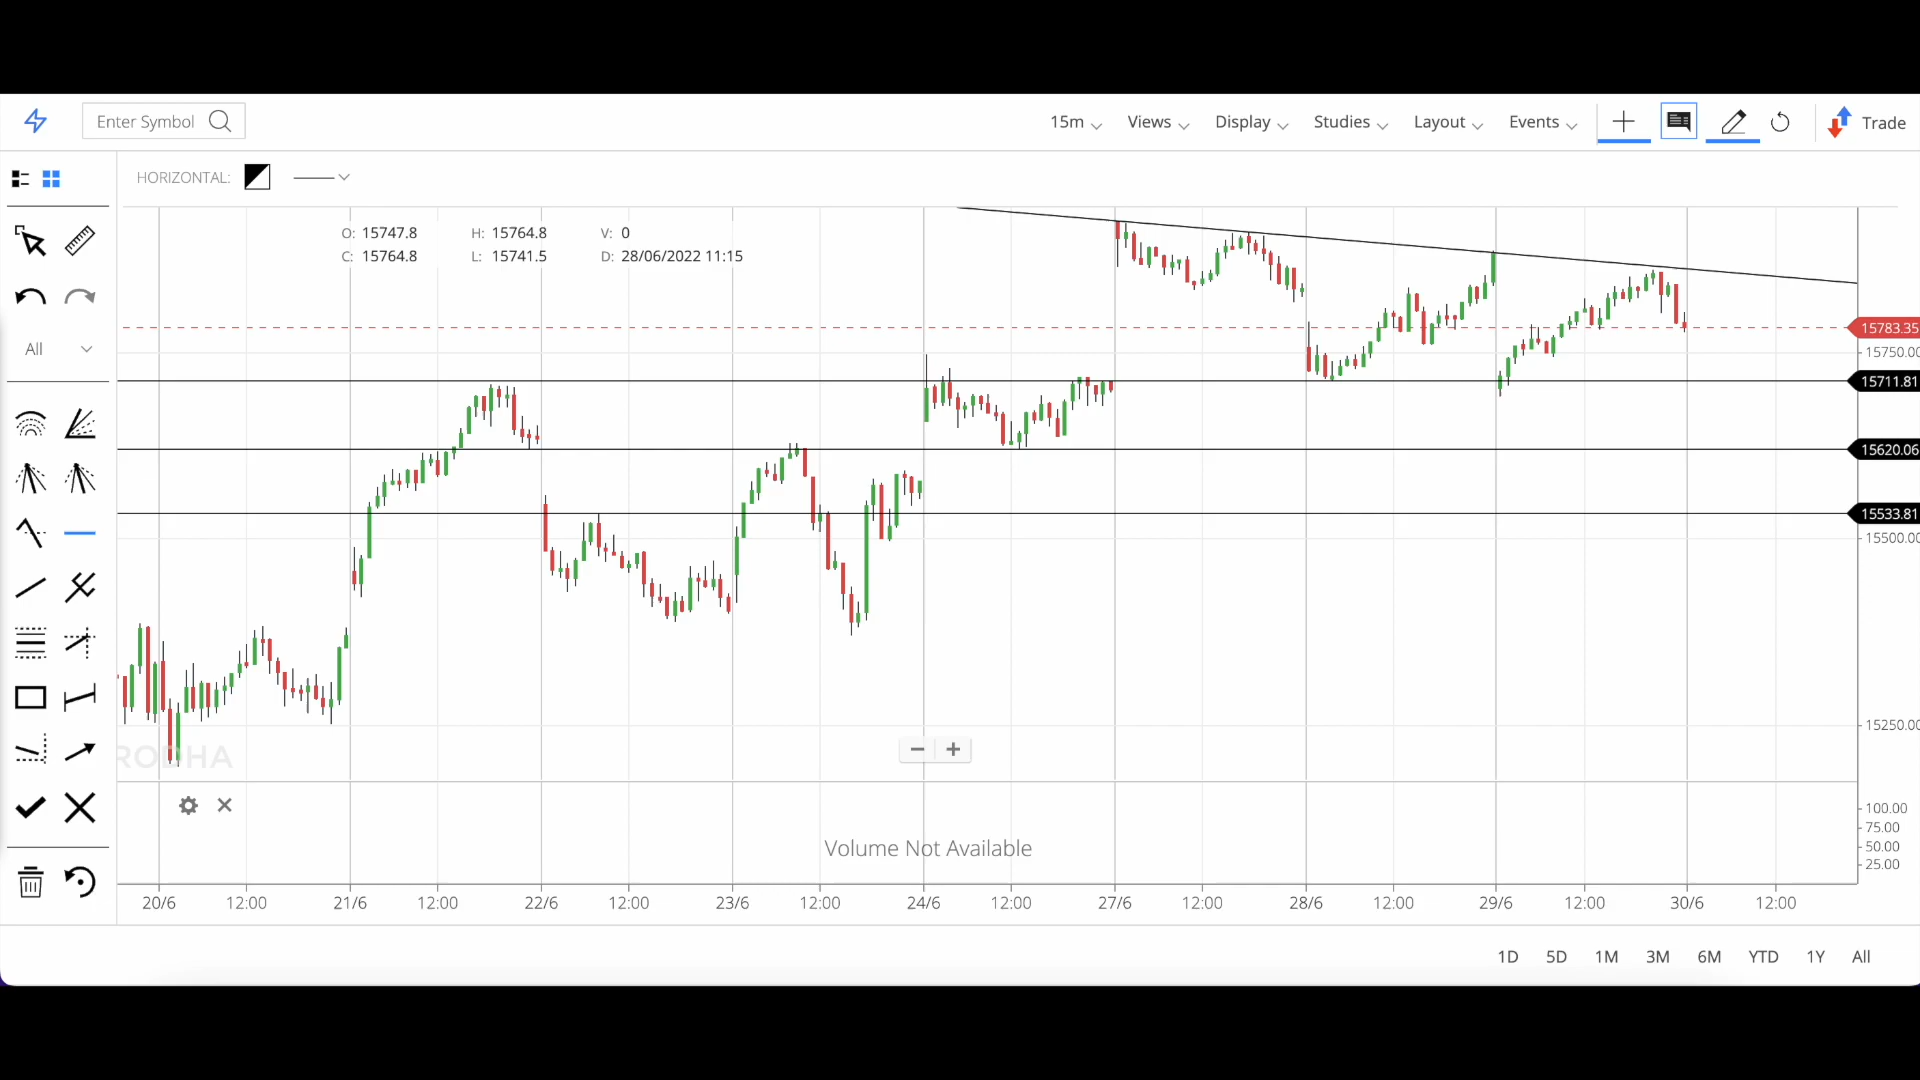 Enter Symbol
15m Views Display Studies Layout Events Trade
HORIZONTAL:
O: 15747.8 H: 15764.8 V: 0
C: 15764.8 L: 15741.5 D: 28/06/2022 11:15
All
15783.35
15750.00
15711.81
15620.06
15533.81
15500.00
15250.00
RODHA
100.00
75.00
50.00
25.00
Volume Not Available
20/6 12:00 21/6 12:00 22/6 12:00 23/6 12:00 24/6 12:00 27/6 12:00 28/6 12:00 29/6 12:00 30/6 12:00
1D 5D 1M 3M 6M YTD 1Y All